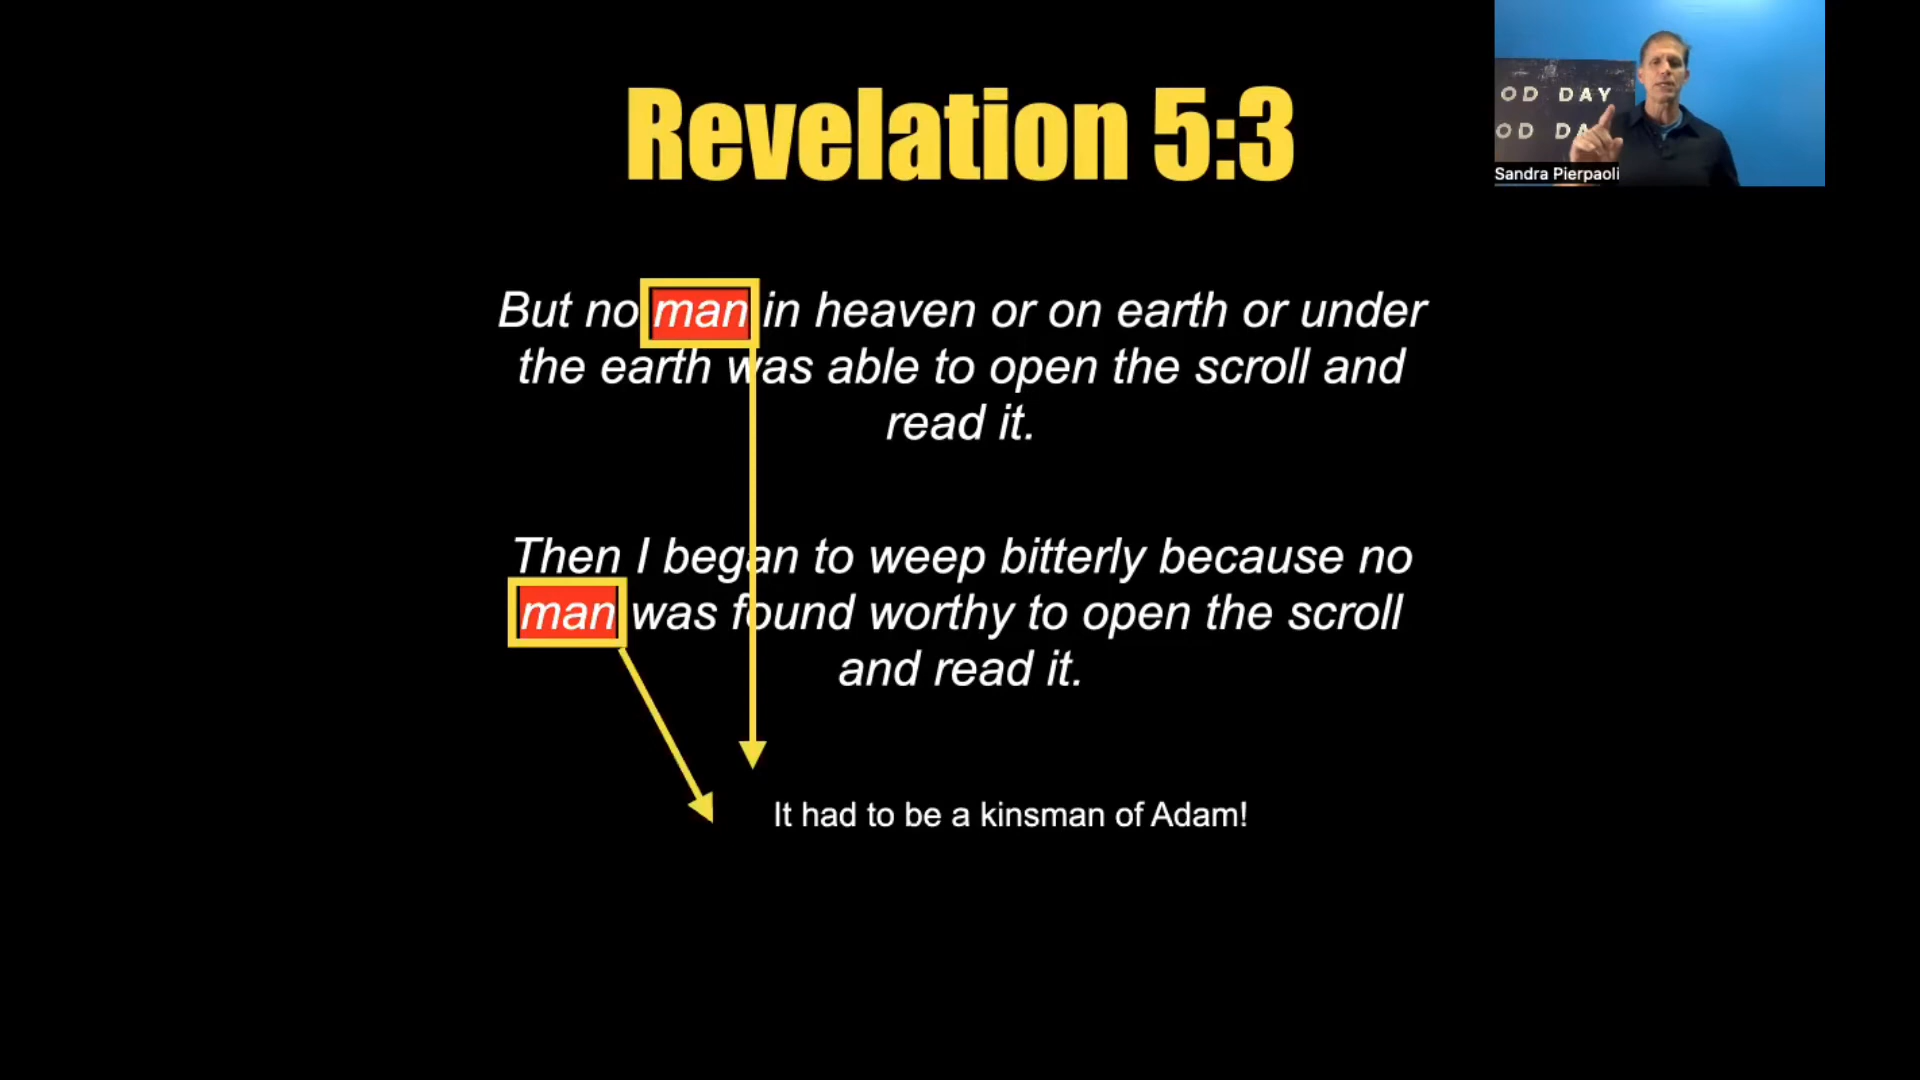 Revelation 5:3
OD DAY
OD DA
Sandra Pierpaoli
But no man in heaven or on earth or under
the earth was able to open the scroll and
read it.
Then I began to weep bitterly because no
man was found worthy to open the scroll
and read it.
It had to be a kinsman of Adam!